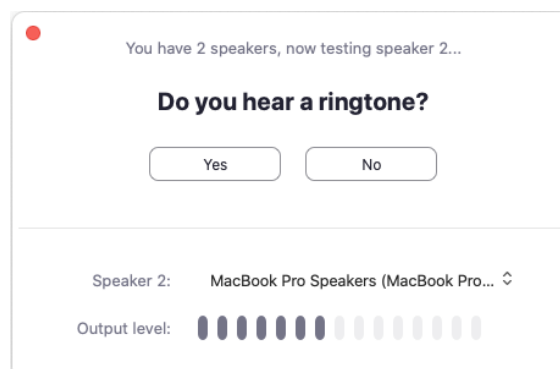 You have 2 speakers, now testing speaker 2...
Do you hear a ringtone?
Yes
No
Speaker 2:
MacBook Pro Speakers (MacBook Pro...
Output level: